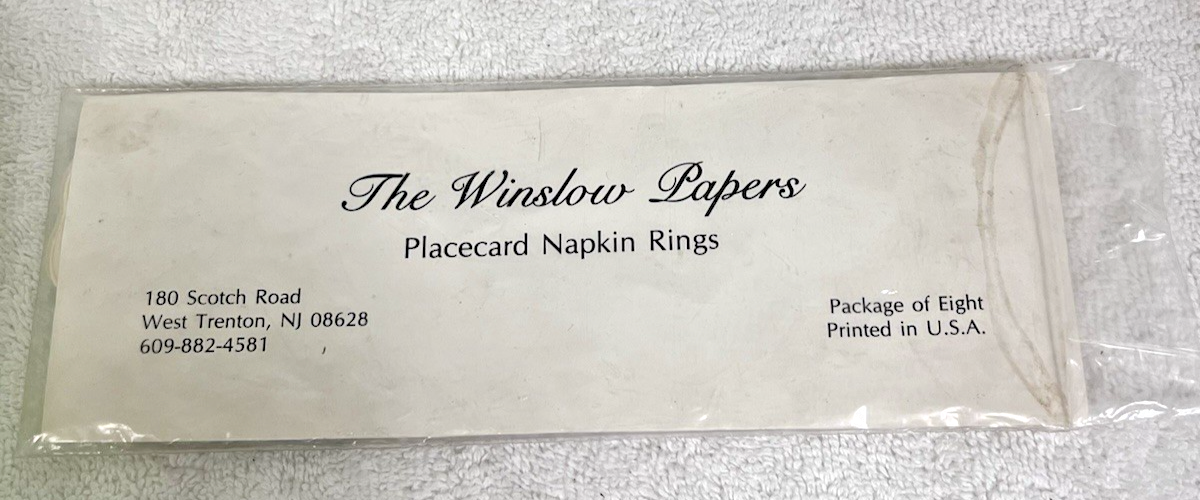 The Winslow Papers
Placecard Napkin Rings
180 Scotch Road
West Trenton, NJ 08628
609-882-4581
Package of Eight
Printed in U.S.A.